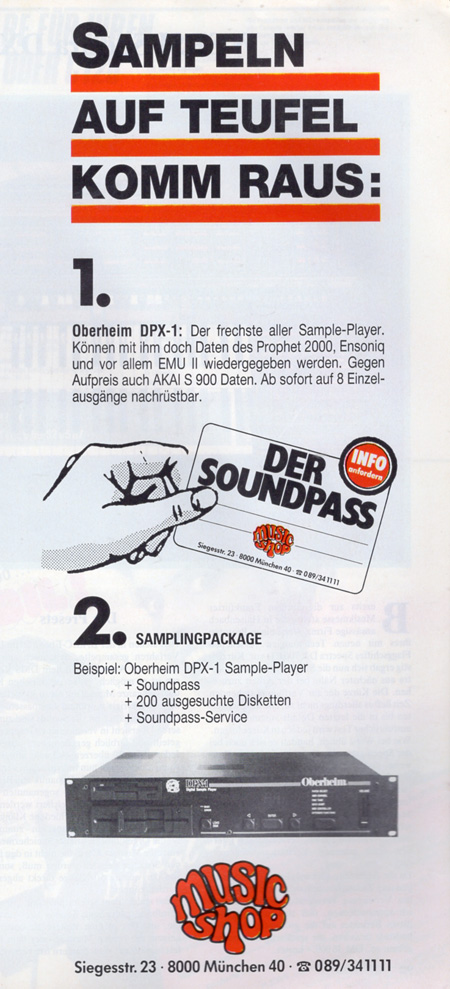 SAMPELN
AUF TEUFEL
KOMM RAUS:
1.
Oberheim DPX-1: Der frechste aller Sample-Player.
Können mit ihm doch Daten des Prophet 2000, Ensoniq
und vor allem EMU II wiedergegeben werden. Gegen
Aufpreis auch AKAI S 900 Daten. Ab sofort auf 8 Einzel-
ausgänge nachrüstbar.
INFO
anfordern
DER
SOUNDPASS
MUSIC
SHOP
Siegesstr. 23 · 8000 München 40 · ☎ 089/341111
2. SAMPLINGPACKAGE
Beispiel: Oberheim DPX-1 Sample-Player
+ Soundpass
+ 200 ausgesuchte Disketten
+ Soundpass-Service
DPX-1
Digital Sample Player
Oberheim
MUSIC
SHOP
Siegesstr. 23 · 8000 München 40 · ☎ 089/341111